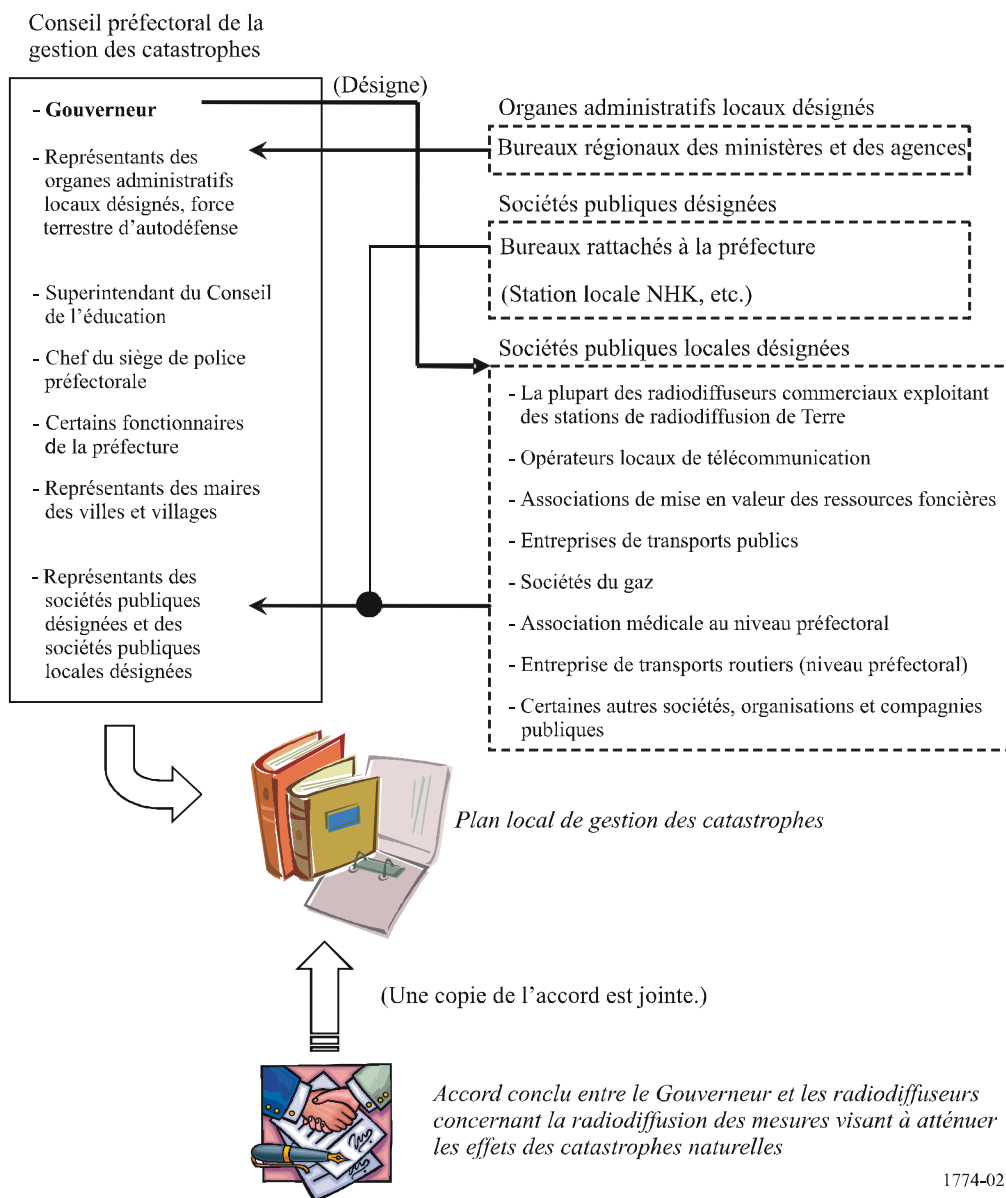 Conseil préfectoral de la
gestion des catastrophes
(Désigne)
- Gouverneur
- Représentants des
organes administratifs
locaux désignés, force
terrestre d'autodéfense
- Superintendant du Conseil
de l'éducation
- Chef du siège de police
préfectorale
- Certains fonctionnaires
de la préfecture
- Représentants des maires
des villes et villages
- Représentants des
sociétés publiques
désignées et des
sociétés publiques
locales désignées
Organes administratifs locaux désignés
Bureaux régionaux des ministères et des agences
Sociétés publiques désignées
Bureaux rattachés à la préfecture
(Station locale NHK, etc.)
Sociétés publiques locales désignées
- La plupart des radiodiffuseurs commerciaux exploitant
des stations de radiodiffusion de Terre
- Opérateurs locaux de télécommunication
- Associations de mise en valeur des ressources foncières
- Entreprises de transports publics
- Sociétés du gaz
- Association médicale au niveau préfectoral
- Entreprise de transports routiers (niveau préfectoral)
- Certaines autres sociétés, organisations et compagnies
publiques
Plan local de gestion des catastrophes
(Une copie de l'accord est jointe.)
Accord conclu entre le Gouverneur et les radiodiffuseurs
concernant la radiodiffusion des mesures visant à atténuer
les effets des catastrophes naturelles
1774-02